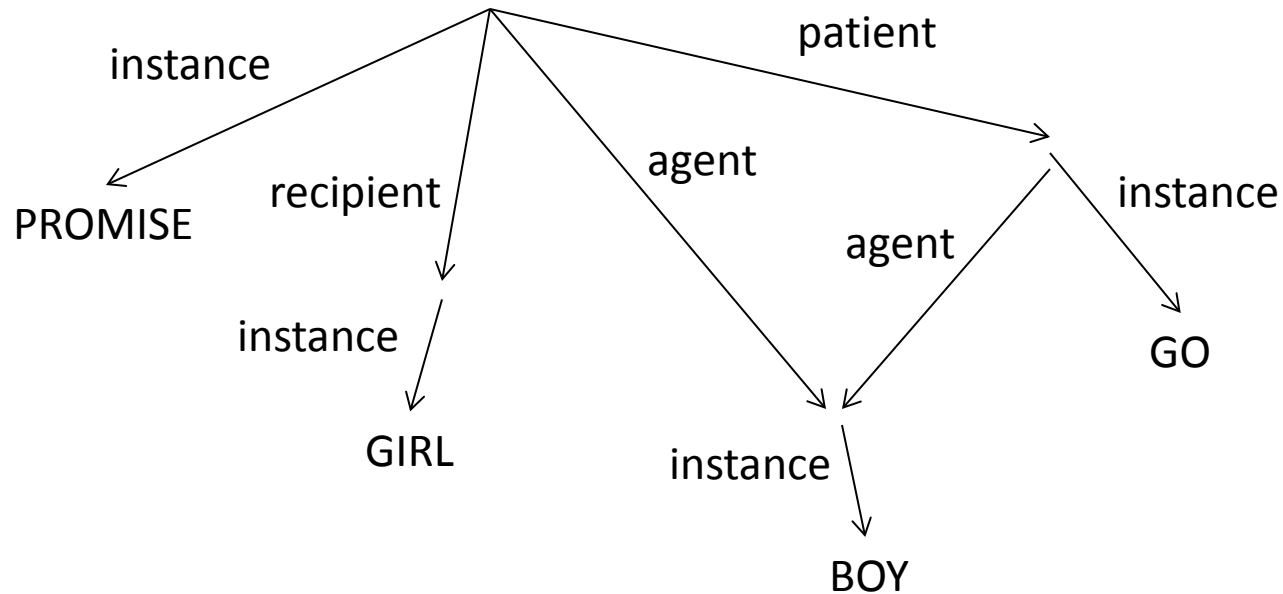 patient
instance
agent
recipient
instance
PROMISE
agent
instance
GO
GIRL
instance
BOY